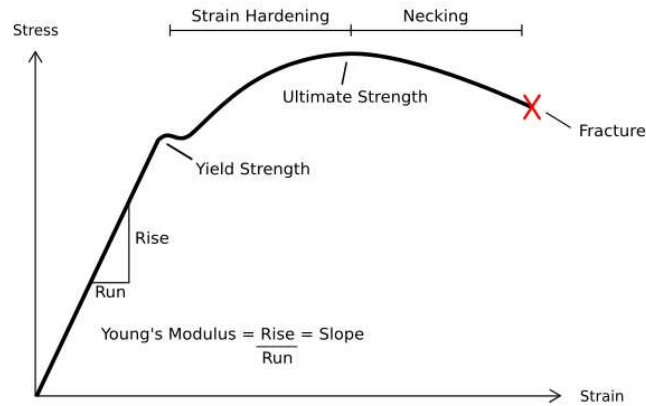 Strain Hardening
Necking
Stress
Ultimate Strength
Fracture
Yield Strength
Rise
Run
Young's Modulus = Rise = Slope
Run
Strain